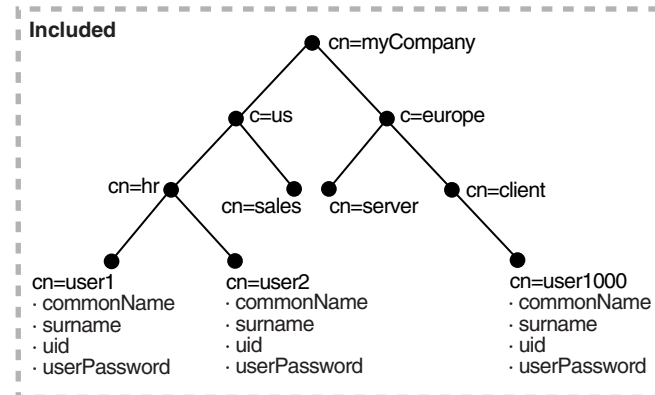 Included
cn=myCompany
c=us
c=europe
cn=hr
cn=sales
cn=server
cn=client
cn=user1
· commonName
· surname
· uid
· userPassword
cn=user2
· commonName
· surname
· uid
· userPassword
cn=user1000
· commonName
· surname
· uid
· userPassword